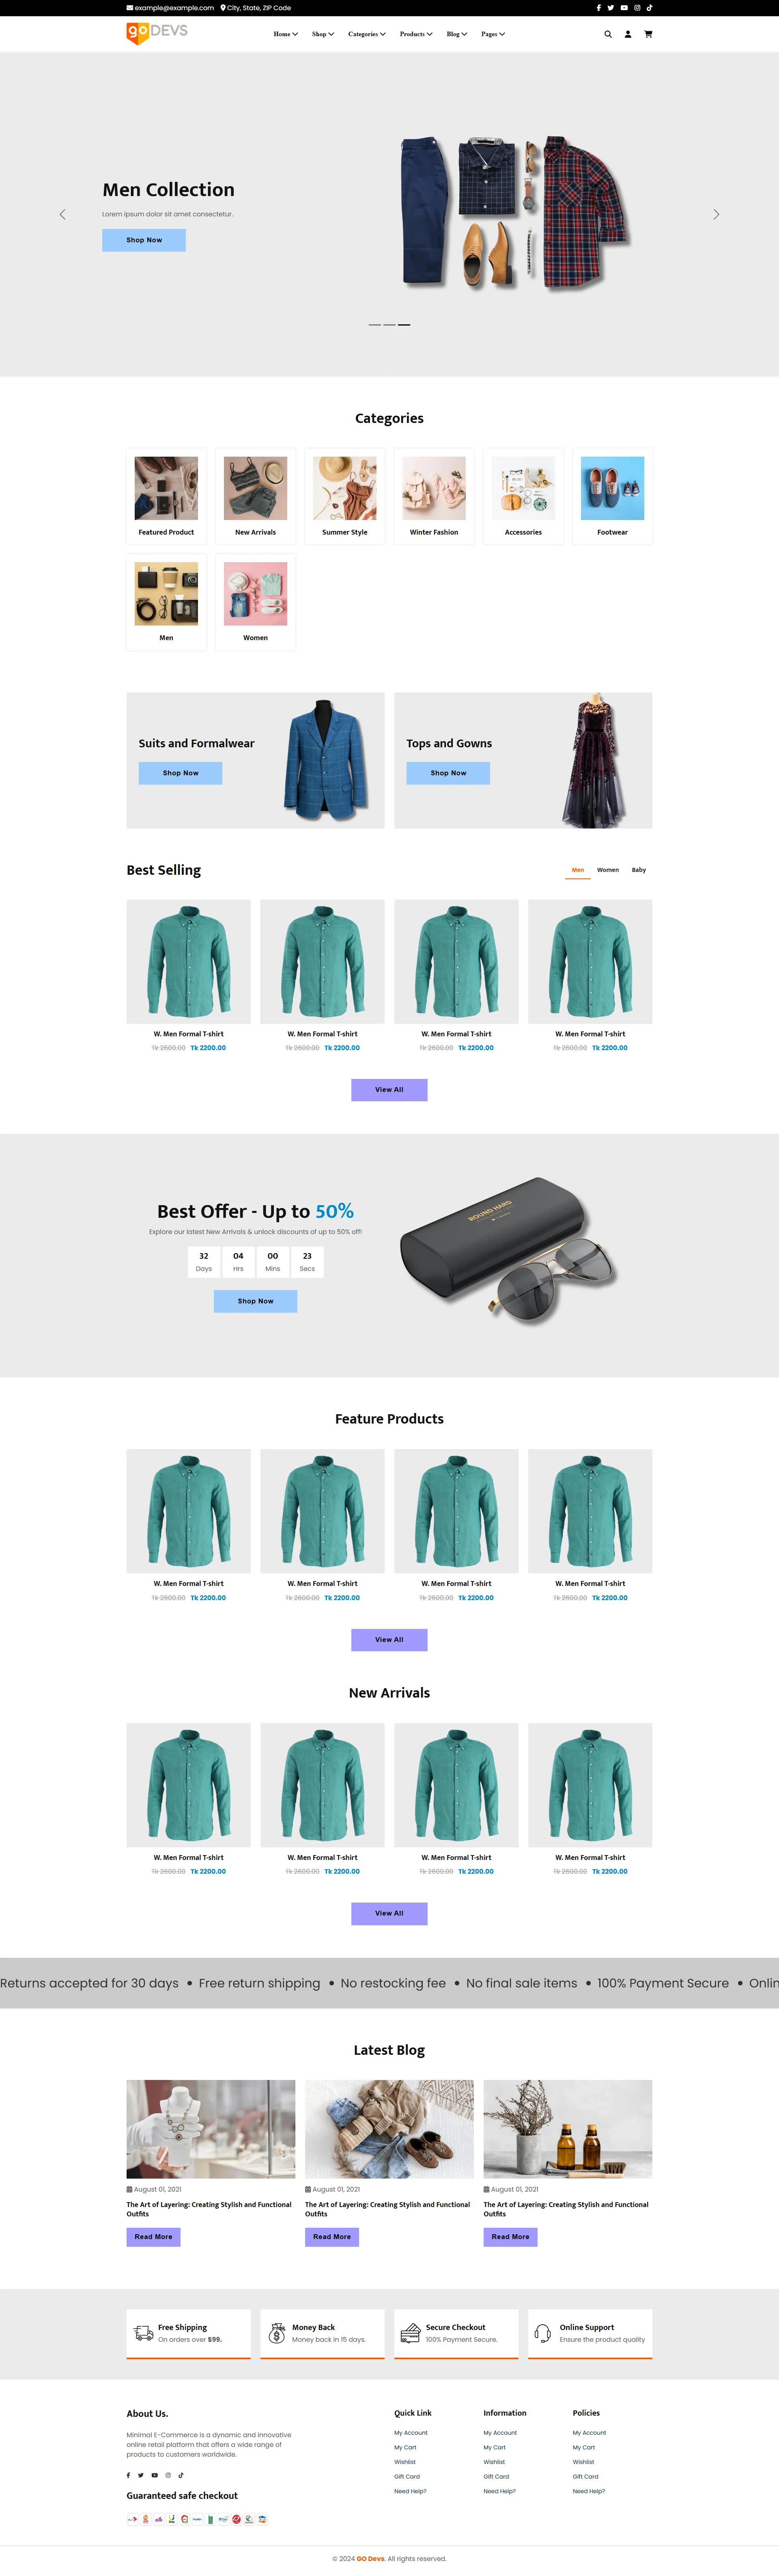 example@example.com City, State, ZIP Code
go DEVS
Home Shop Categories Products Blog Pages
Men Collection
Lorem ipsum dolor sit amet consectetur.
Shop Now
Categories
Featured Product New Arrivals Summer Style Winter Fashion Accessories Footwear
Men Women
Suits and Formalwear
Shop Now
Tops and Gowns
Shop Now
Best Selling
Men Women Baby
W. Men Formal T-shirt W. Men Formal T-shirt W. Men Formal T-shirt W. Men Formal T-shirt
Tk 2600.00 Tk 2200.00 Tk 2600.00 Tk 2200.00 Tk 2600.00 Tk 2200.00 Tk 2600.00 Tk 2200.00
View All
Best Offer - Up to 50%
Explore our latest New Arrivals & unlock discounts of up to 50% off!
32 04 00 23
Days Hrs Mins Secs
Shop Now
ROUND HARD
Feature Products
W. Men Formal T-shirt W. Men Formal T-shirt W. Men Formal T-shirt W. Men Formal T-shirt
Tk 2600.00 Tk 2200.00 Tk 2600.00 Tk 2200.00 Tk 2600.00 Tk 2200.00 Tk 2600.00 Tk 2200.00
View All
New Arrivals
W. Men Formal T-shirt W. Men Formal T-shirt W. Men Formal T-shirt W. Men Formal T-shirt
Tk 2600.00 Tk 2200.00 Tk 2600.00 Tk 2200.00 Tk 2600.00 Tk 2200.00 Tk 2600.00 Tk 2200.00
View All
Returns accepted for 30 days • Free return shipping • No restocking fee • No final sale items • 100% Payment Secure • Onlin
Latest Blog
August 01, 2021
The Art of Layering: Creating Stylish and Functional
Outfits
Read More
August 01, 2021
The Art of Layering: Creating Stylish and Functional
Outfits
Read More
August 01, 2021
The Art of Layering: Creating Stylish and Functional
Outfits
Read More
Free Shipping
On orders over $99.
Money Back
Money back in 15 days.
Secure Checkout
100% Payment Secure.
Online Support
Ensure the product quality
About Us.
Minimal E-Commerce is a dynamic and innovative
online retail platform that offers a wide range of
products to customers worldwide.
Guaranteed safe checkout
Quick Link
My Account
My Cart
Wishlist
Gift Card
Need Help?
Information
My Account
My Cart
Wishlist
Gift Card
Need Help?
Policies
My Account
My Cart
Wishlist
Gift Card
Need Help?
© 2024 GO Devs. All rights reserved.